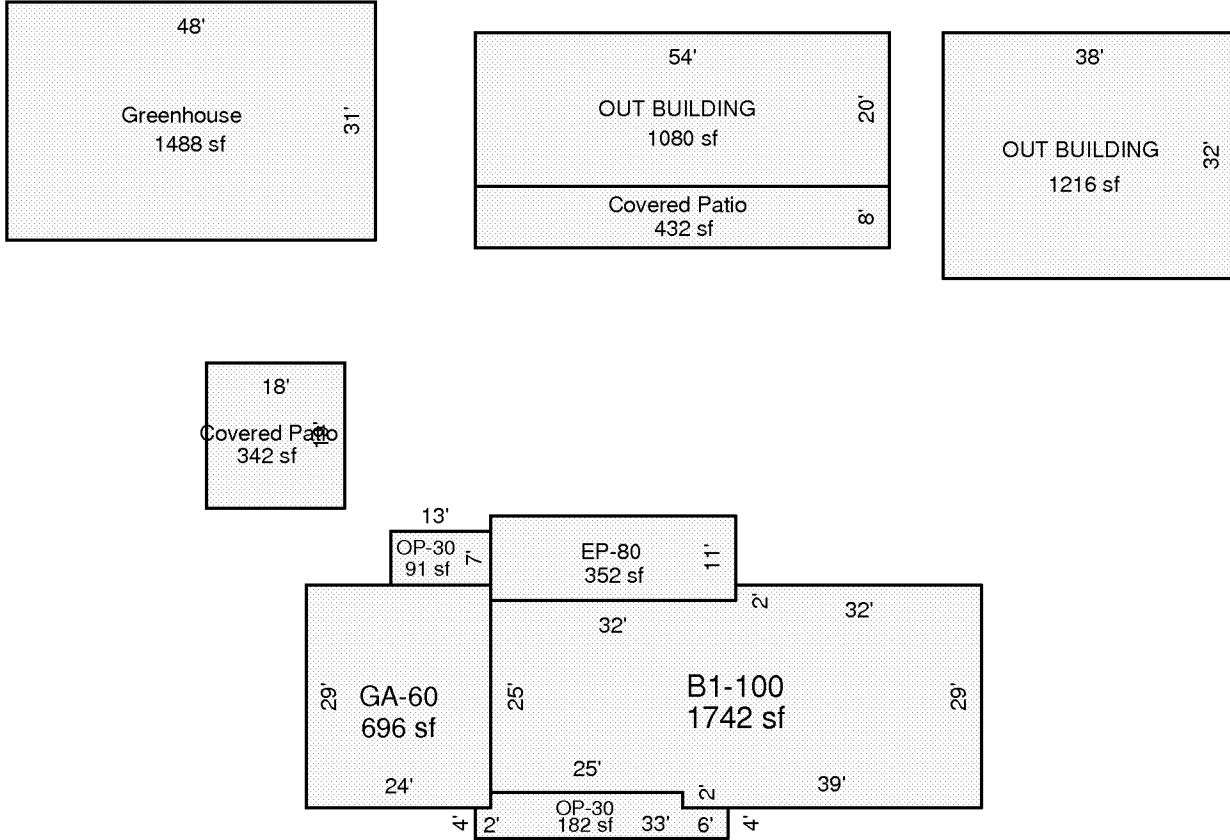 48'
Greenhouse
31'
1488 sf
54'
OUT BUILDING
20'
1080 sf
Covered Patio
8'
432 sf
38'
OUT BUILDING
32'
1216 sf
18'
Covered Patio
19'
342 sf
13'
OP-30
7'
91 sf
EP-80
11'
352 sf
2'
32'
32'
29'
GA-60
696 sf
24'
25'
B1-100
1742 sf
29'
25'
2'
39'
OP-30
4'
2'
182 sf
33'
6'
4'